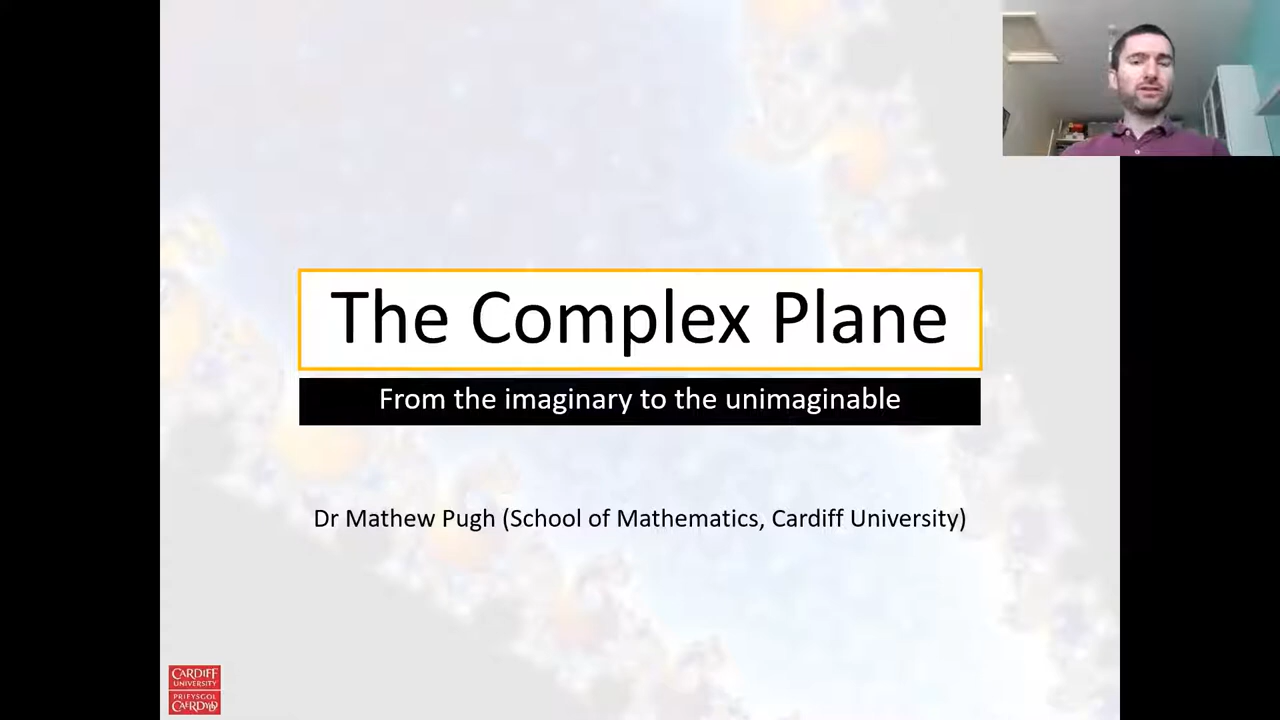 The Complex Plane
From the imaginary to the unimaginable
Dr Mathew Pugh (School of Mathematics, Cardiff University)
CARDIFF
UNIVERSITY
PRIFYSGOL
CAERDYDD